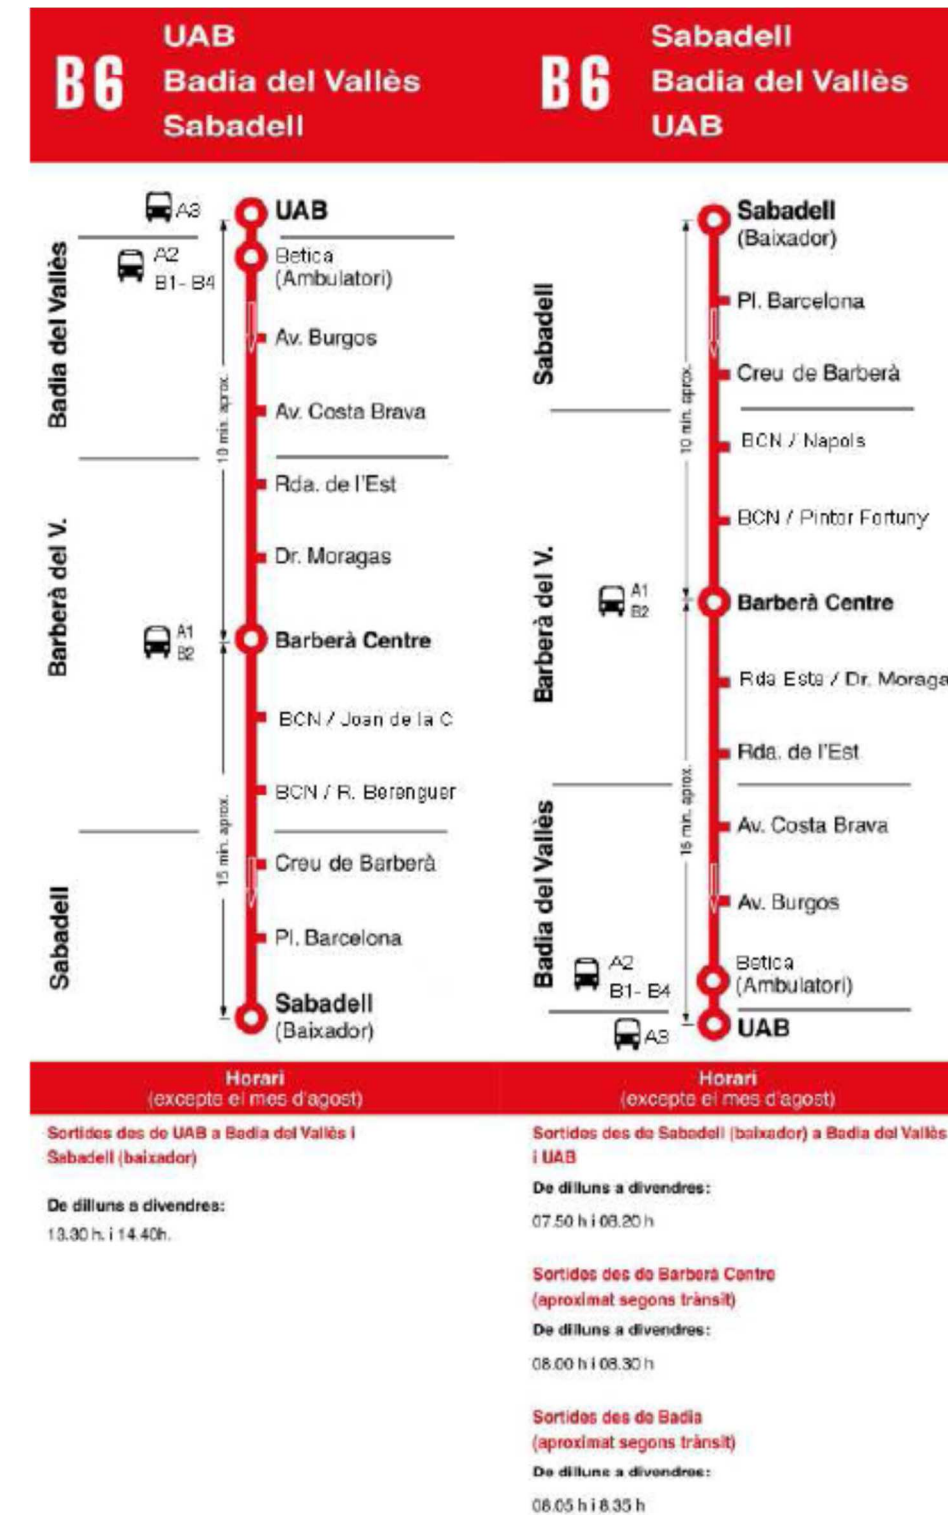 B6
UAB
Badia del Vallès
Sabadell
B6
Sabadell
Badia del Vallès
UAB
A3
UAB
Badia del Vallès
A2
B1- B4
Betica
(Ambulatori)
Av. Burgos
10 min. aprox.
Av. Costa Brava
Rda. de l'Est
Barberà del V.
Dr. Moragas
A1
B2
Barberà Centre
BCN / Joan de la C
BCN / R. Berenguer
15 min. aprox.
Creu de Barberà
Sabadell
Pl. Barcelona
Sabadell
(Baixador)
Sabadell
(Baixador)
Sabadell
Pl. Barcelona
Creu de Barberà
10 min. aprox.
BCN / Napols
BCN / Pintor Fortuny
Barberà del V.
A1
B2
Barberà Centre
Rda Este / Dr. Moraga
Rda. de l'Est
15 min. aprox.
Av. Costa Brava
Badia del Vallès
Av. Burgos
A2
B1- B4
Betica
(Ambulatori)
A3
UAB
Horari
(excepte el mes d'agost)
Sortides des de UAB a Badia del Vallès i
Sabadell (baixador)
De dilluns a divendres:
13.30 h. i 14.40h.
Horari
(excepte el mes d'agost)
Sortides des de Sabadell (baixador) a Badia del Vallès
i UAB
De dilluns a divendres:
07.50 h i 08.20 h
Sortides des de Barberà Centre
(aproximat segons trànsit)
De dilluns a divendres:
08.00 h i 08.30 h
Sortides des de Badia
(aproximat segons trànsit)
De dilluns a divendres:
08.05 h i 8.35 h